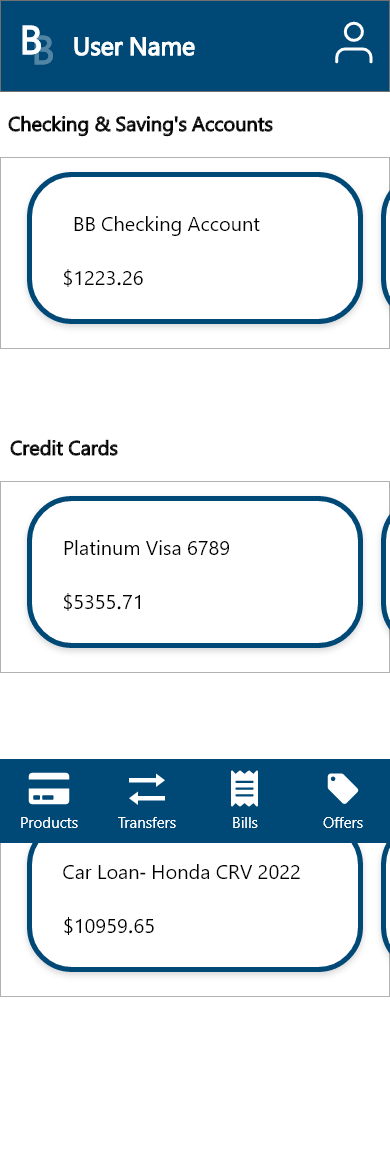 BB User Name
Checking & Saving's Accounts
BB Checking Account
$1223.26
Credit Cards
Platinum Visa 6789
$5355.71
Products Transfers Bills Offers
Car Loan- Honda CRV 2022
$10959.65